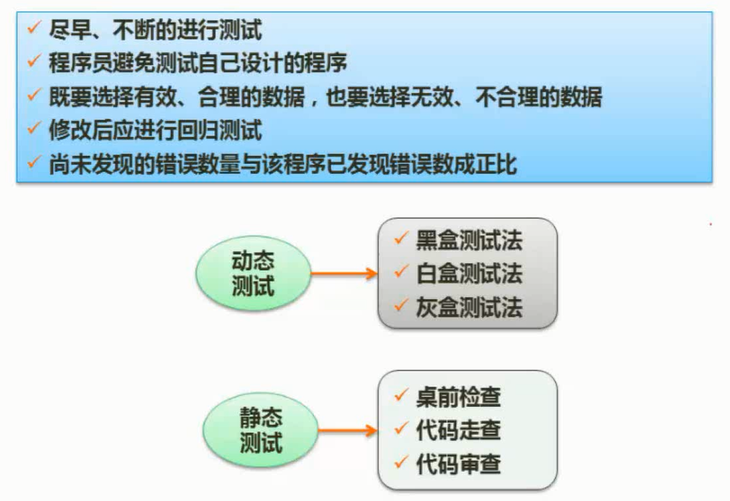 尽早、不断的进行测试
程序员避免测试自己设计的程序
既要选择有效、合理的数据，也要选择无效、不合理的数据
修改后应进行回归测试
尚未发现的错误数量与该程序已发现错误数成正比
动态
测试
黑盒测试法
白盒测试法
灰盒测试法
静态
测试
桌前检查
代码走查
代码审查